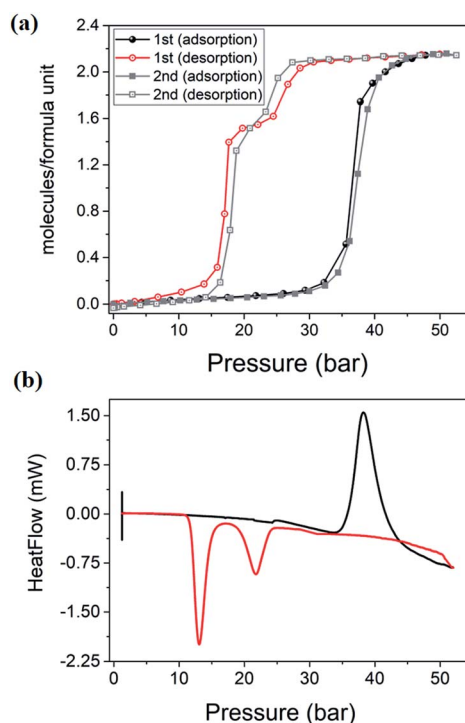 (a)
molecules/formula unit
2.4
2.0
1.6
1.2
0.8
0.4
0.0
1st (adsorption)
1st (desorption)
2nd (adsorption)
2nd (desorption)
0 10 20 30 40 50
Pressure (bar)
(b)
HeatFlow (mW)
1.50
0.75
0.00
-0.75
-1.50
-2.25
0 10 20 30 40 50
Pressure (bar)